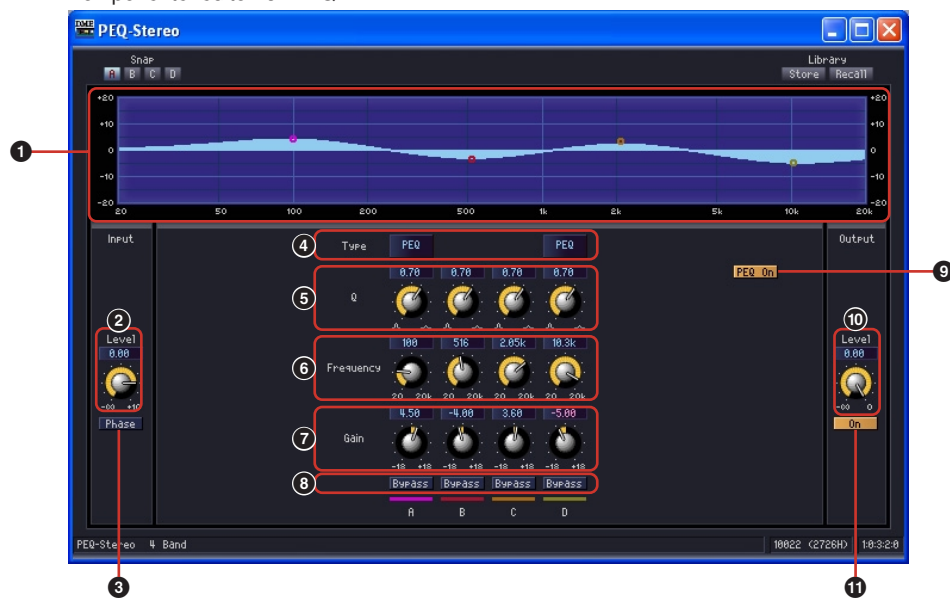 PEQ-Stereo
Snap
A B C D
Library
Store Recall
+20 +20
+10 +10
0 0
-10 -10
-20 -20
20 50 100 200 500 1k 2k 5k 10k 20k
1
Input
Output
4 Type PEQ PEQ
PEQ On 9
0.70 0.70 0.70 0.70
5 Q
2
Level
0.00
-∞ +10
Phase
3
10
Level
0.00
-∞ 0
On
11
100 516 2.05k 10.3k
6 Frequency
20 20k 20 20k 20 20k 20 20k
4.50 -4.00 3.60 -5.00
7 Gain
-18 +18 -18 +18 -18 +18 -18 +18
8 Bypass Bypass Bypass Bypass
A B C D
PEQ-Stereo 4 Band 10022 (2726H) 1:0:3:2:0